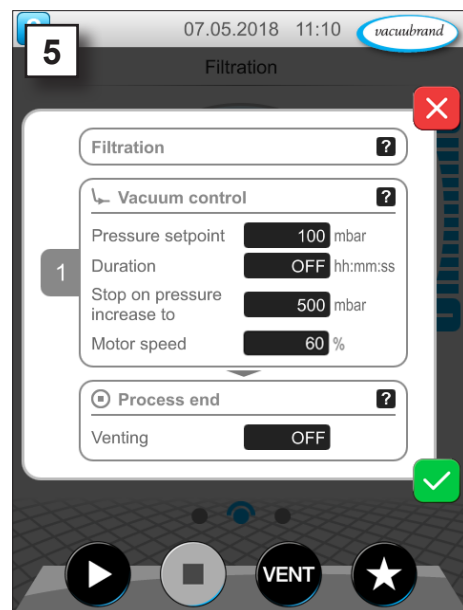 07.05.2018 11:10 vacuubrand
5
Filtration
Filtration ?
Vacuum control ?
1
Pressure setpoint 100 mbar
Duration OFF hh:mm:ss
Stop on pressure
increase to 500 mbar
Motor speed 60 %
Process end ?
Venting OFF
VENT